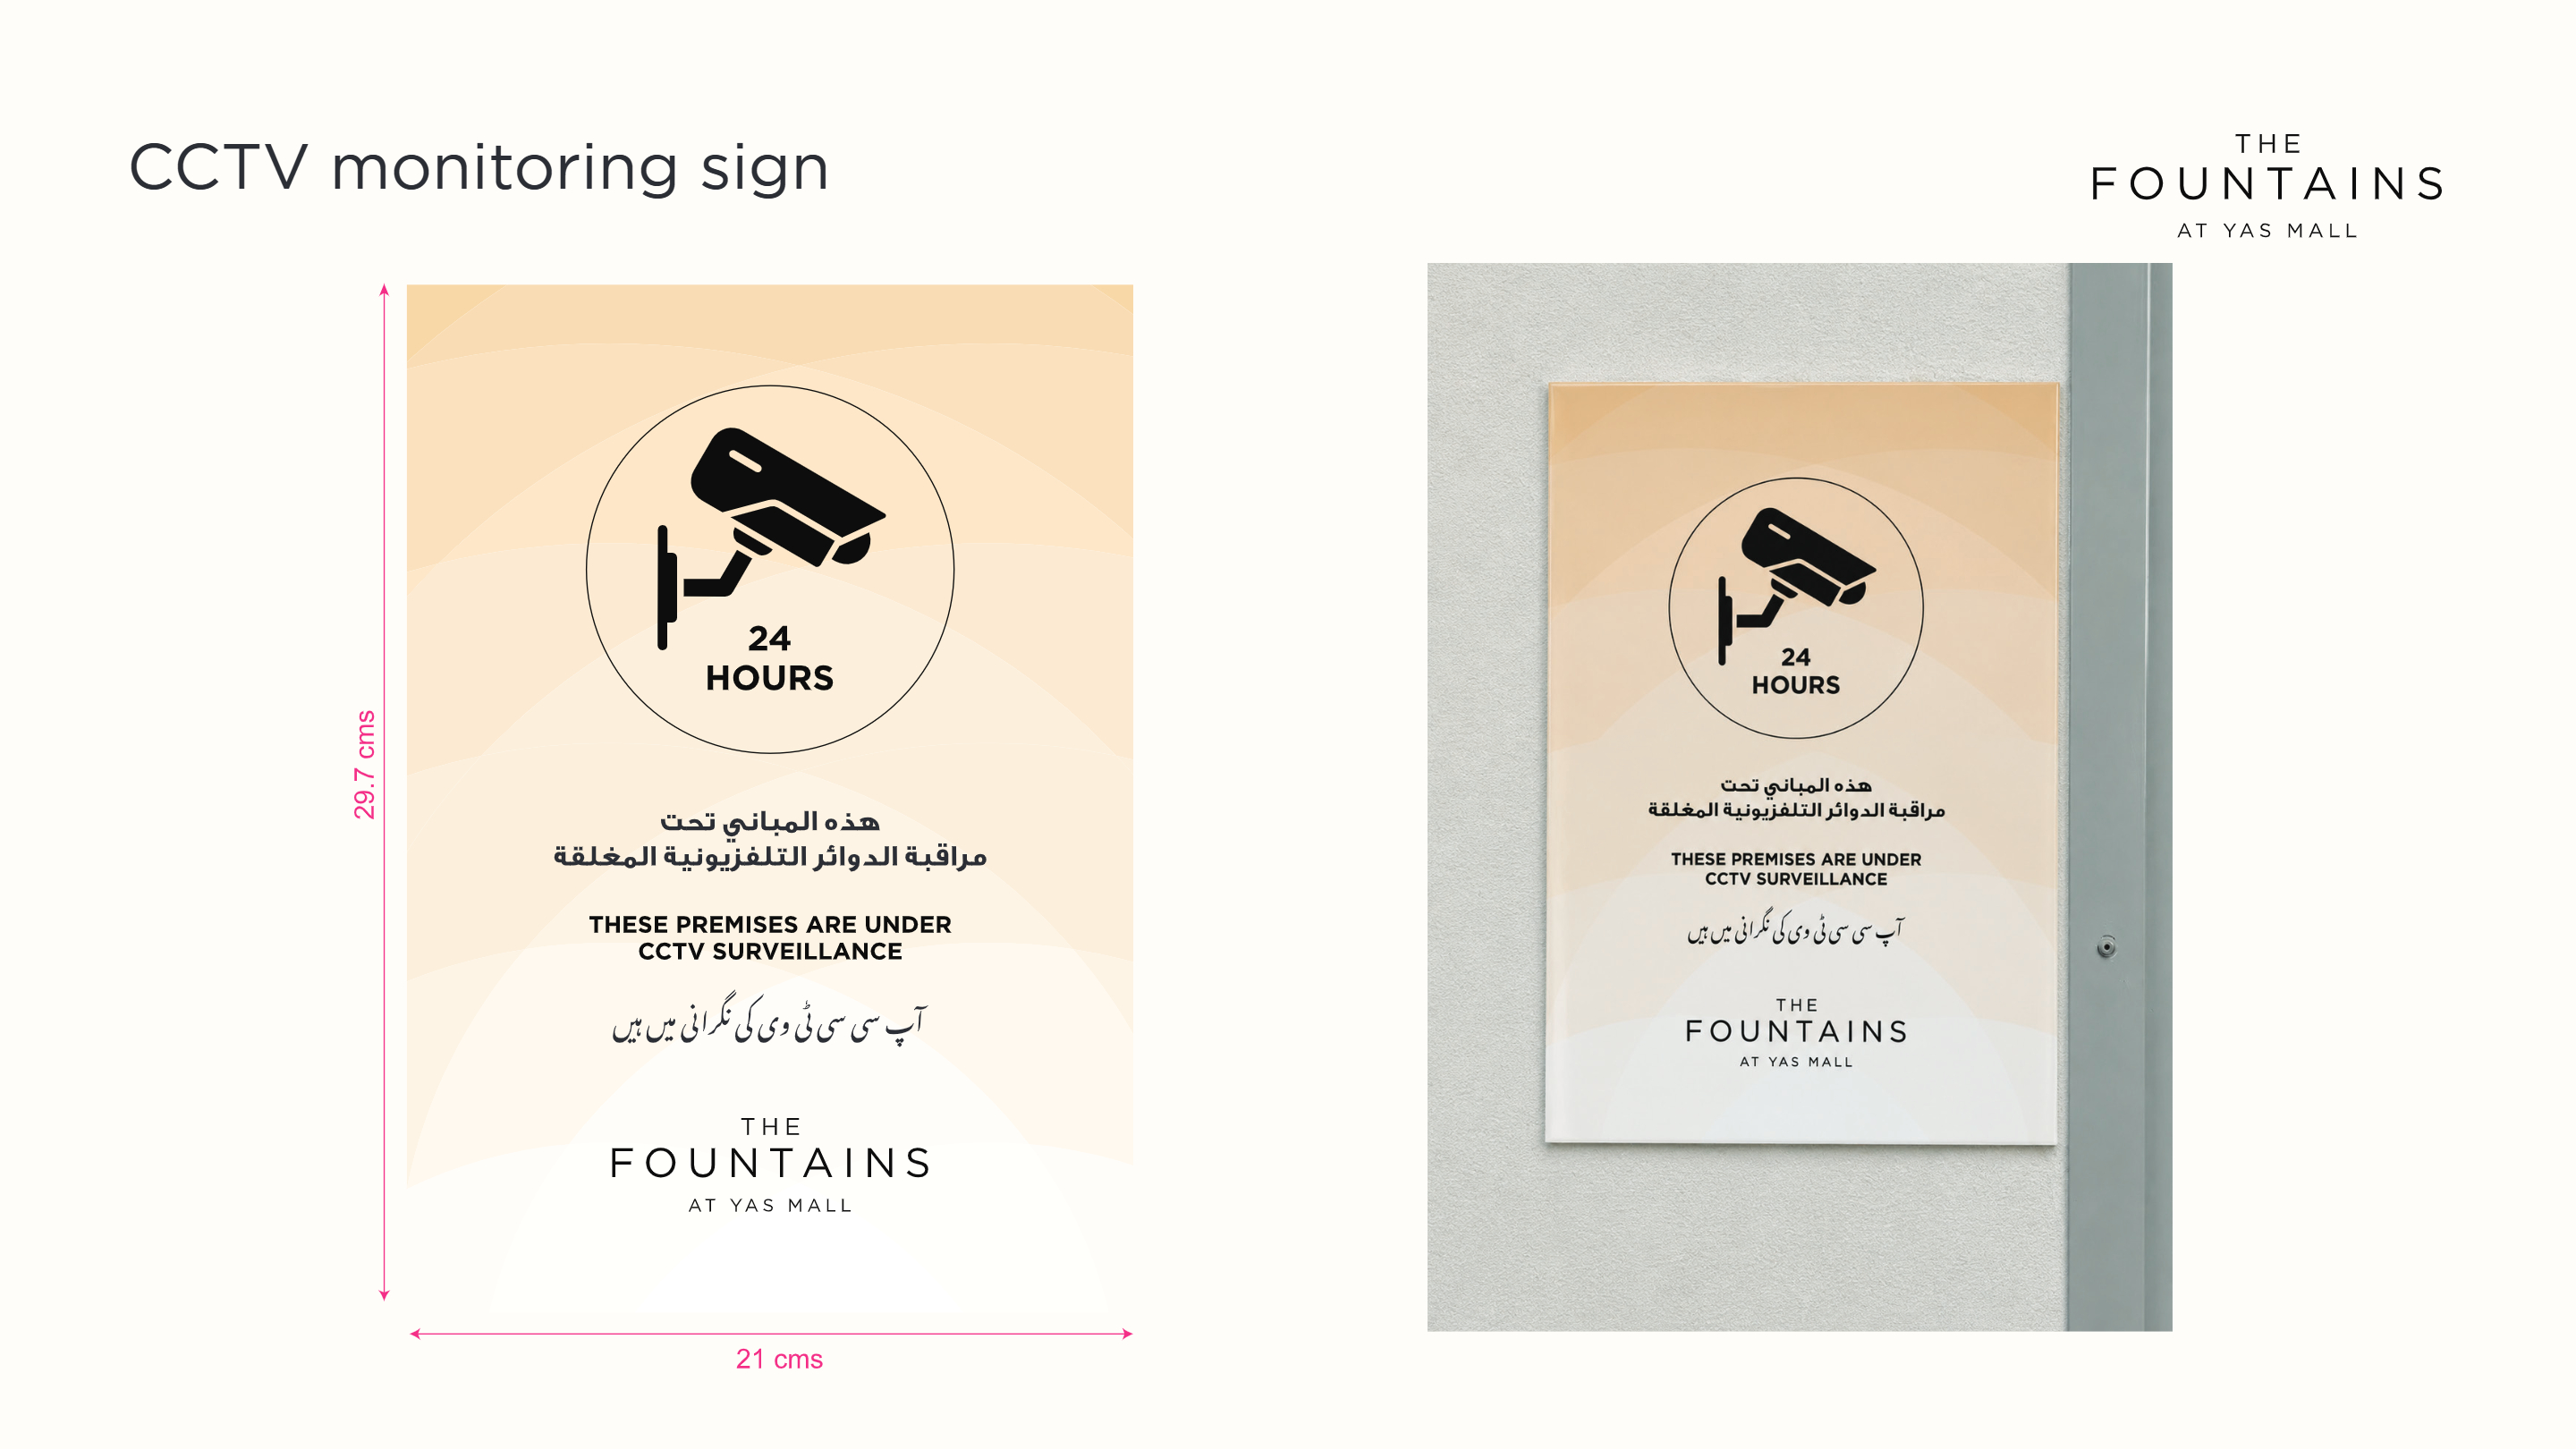 CCTV monitoring sign
THE
FOUNTAINS
AT YAS MALL
29.7 cms
24
HOURS
هذه المباني تحت
مراقبة الدوائر التلفزيونية المغلقة
THESE PREMISES ARE UNDER
CCTV SURVEILLANCE
آپ سی سی ٹی وی کی نگرانی میں ہیں
THE
FOUNTAINS
AT YAS MALL
21 cms
24
HOURS
هذه المباني تحت
مراقبة الدوائر التلفزيونية المغلقة
THESE PREMISES ARE UNDER
CCTV SURVEILLANCE
آپ سی سی ٹی وی کی نگرانی میں ہیں
THE
FOUNTAINS
AT YAS MALL